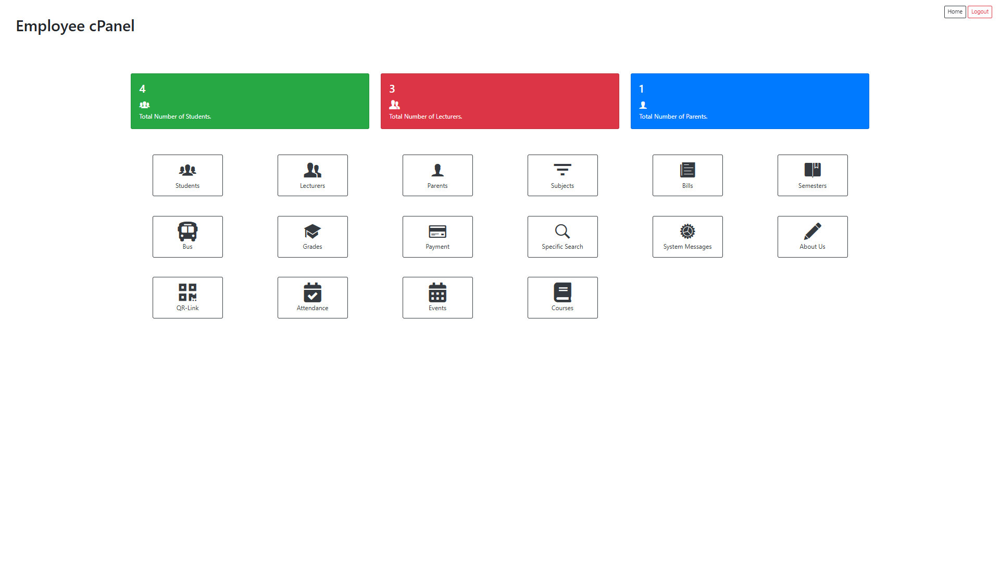 Home Logout
Employee cPanel
4
Total Number of Students.
3
Total Number of Lecturers.
1
Total Number of Parents.
Students
Lecturers
Parents
Subjects
Bills
Semesters
Bus
Grades
Payment
Specific Search
System Messages
About Us
QR-Link
Attendance
Events
Courses